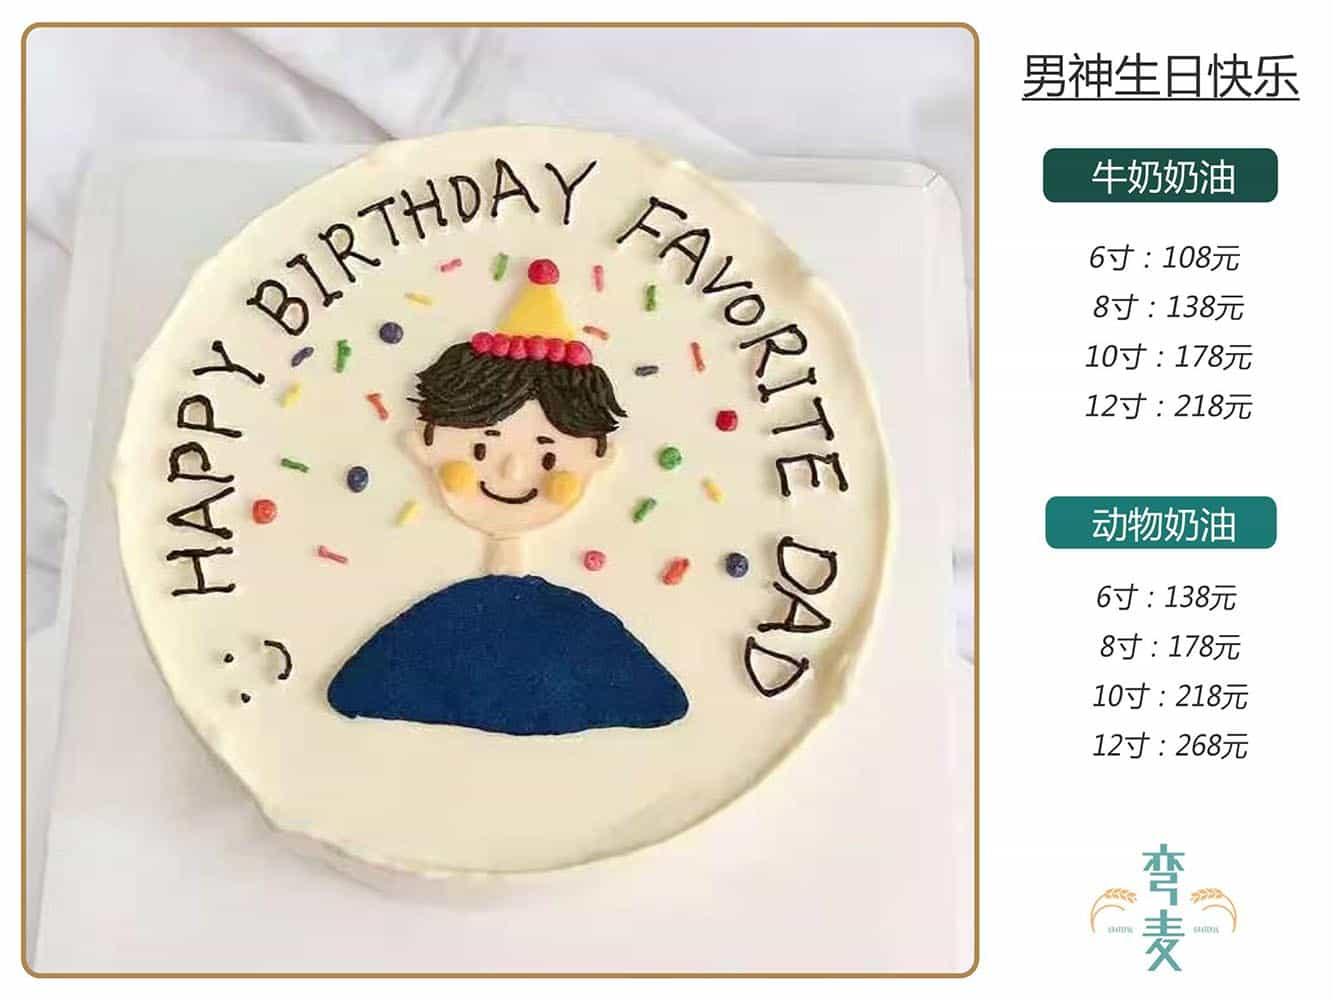 HAPPY BIRTHDAY FAVORITE DAD
男神生日快乐
牛奶奶油
6寸：108元
8寸：138元
10寸：178元
12寸：218元
动物奶油
6寸：138元
8寸：178元
10寸：218元
12寸：268元
弯麦
GRATEFUL GRATEFUL